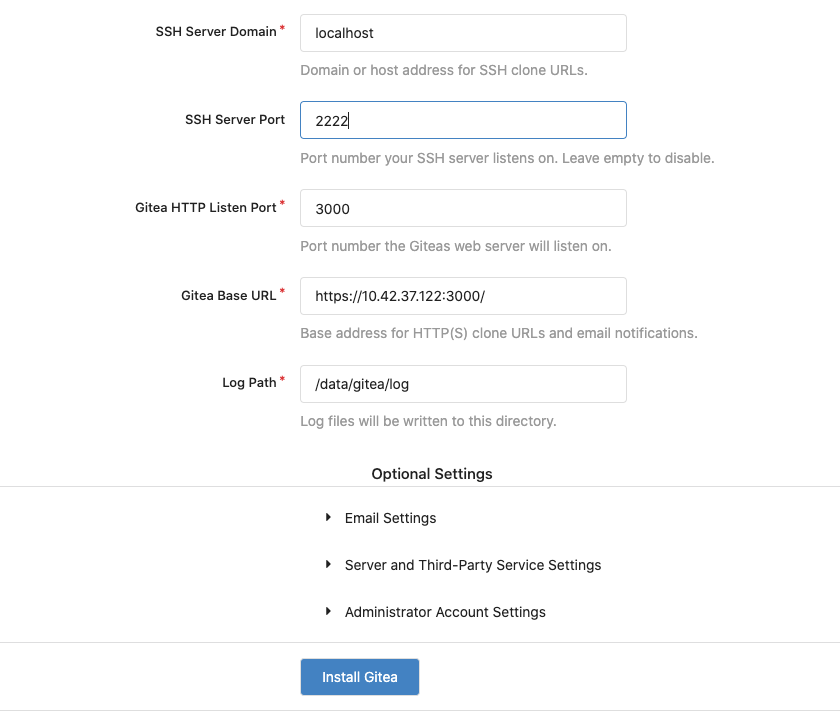 SSH Server Domain*
localhost
Domain or host address for SSH clone URLs.
SSH Server Port
2222
Port number your SSH server listens on. Leave empty to disable.
Gitea HTTP Listen Port*
3000
Port number the Giteas web server will listen on.
Gitea Base URL*
https://10.42.37.122:3000/
Base address for HTTP(S) clone URLs and email notifications.
Log Path*
/data/gitea/log
Log files will be written to this directory.
Optional Settings
Email Settings
Server and Third-Party Service Settings
Administrator Account Settings
Install Gitea